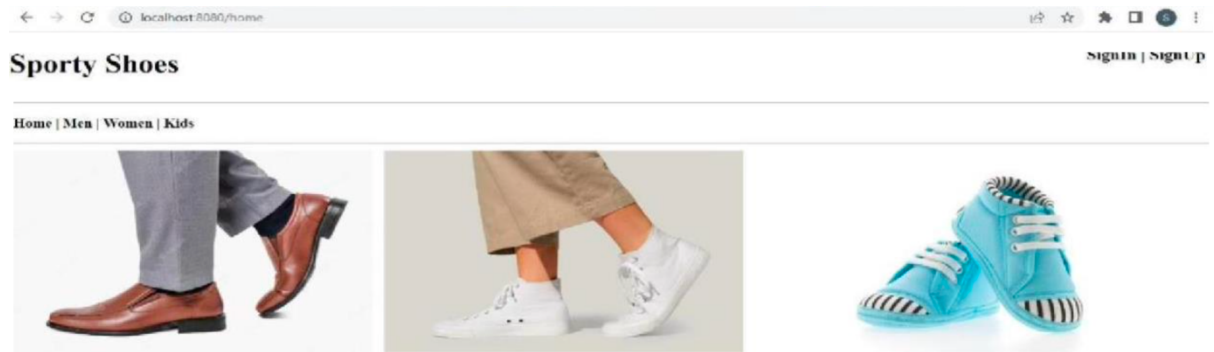 localhost:8080/home
S
Sporty Shoes
SignIn | SignUp
Home | Men | Women | Kids